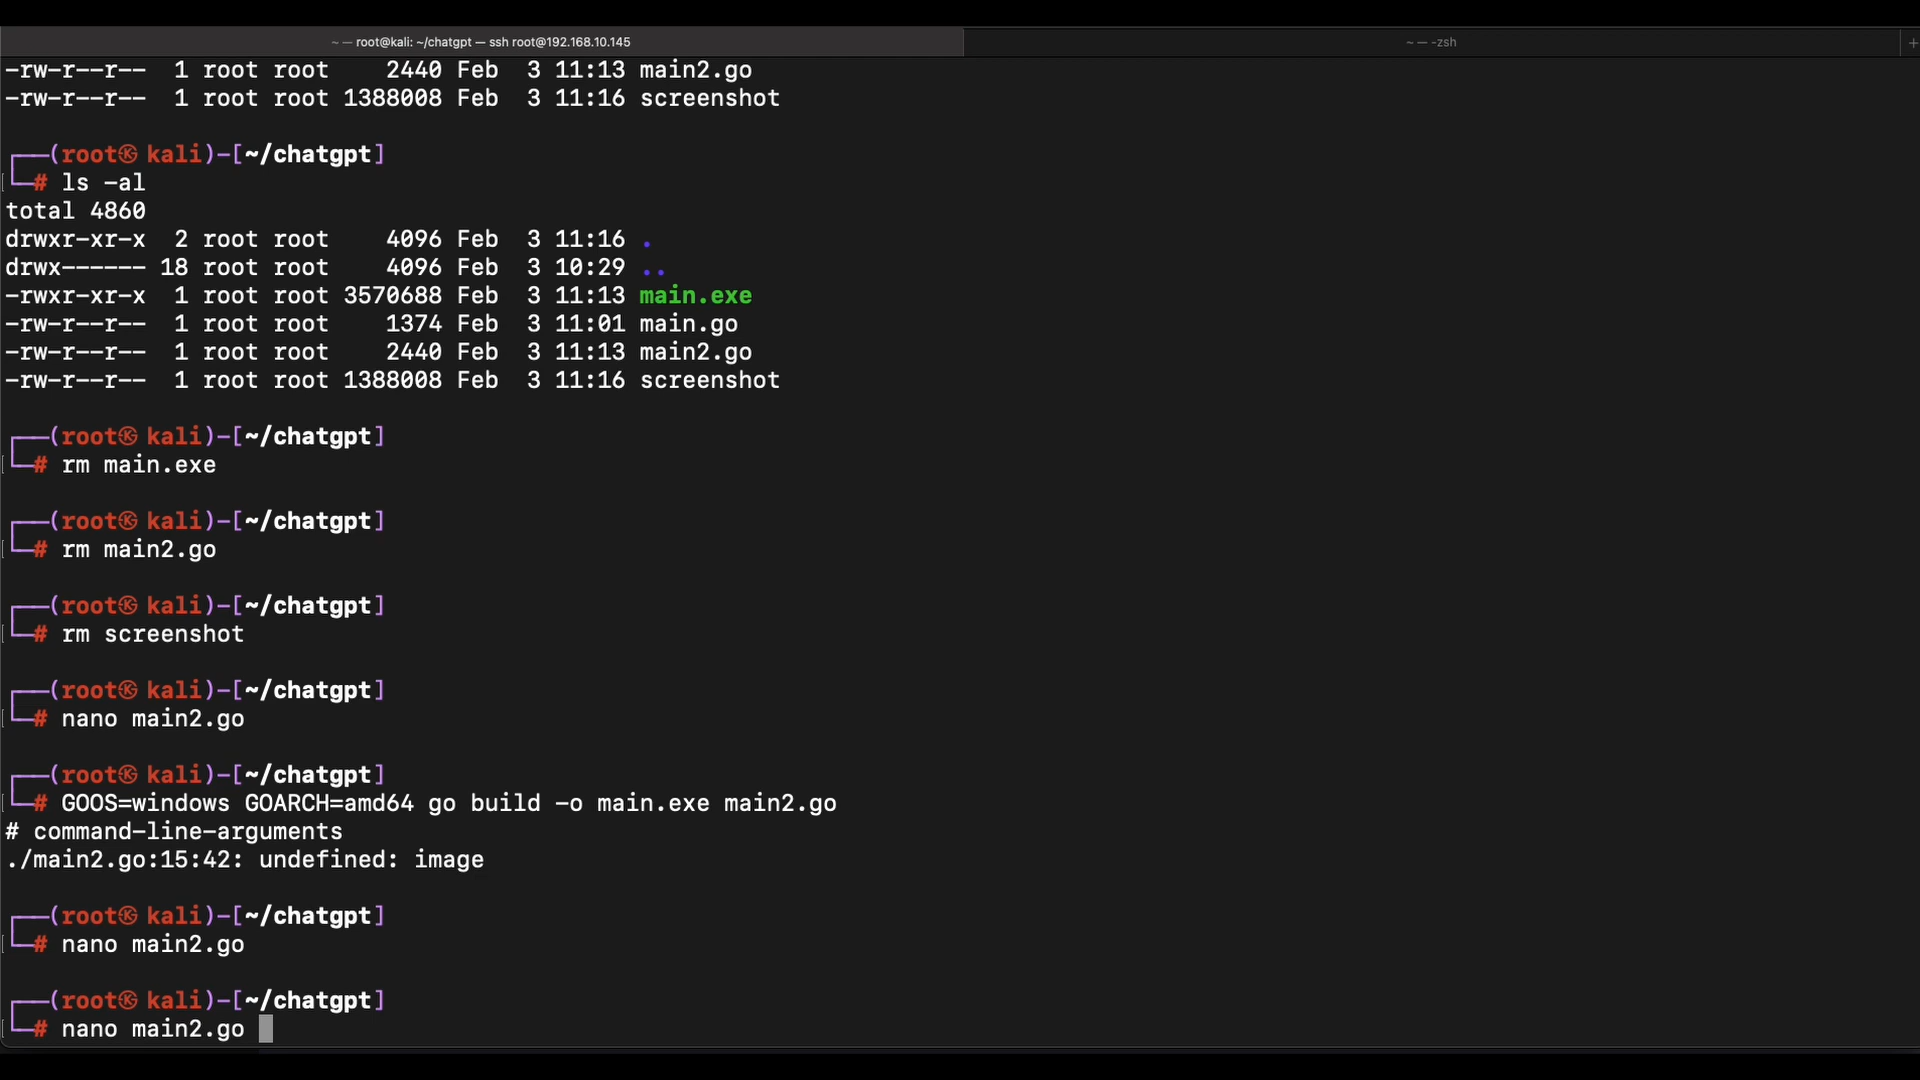 ~ — root@kali: ~/chatgpt — ssh root@192.168.10.145
~ — -zsh
+
-rw-r--r--  1 root root    2440 Feb  3 11:13 main2.go
-rw-r--r--  1 root root 1388008 Feb  3 11:16 screenshot
┌──(root㉿kali)-[~/chatgpt]
└─# ls -al
total 4860
drwxr-xr-x  2 root root    4096 Feb  3 11:16 .
drwx------ 18 root root    4096 Feb  3 10:29 ..
-rwxr-xr-x  1 root root 3570688 Feb  3 11:13 main.exe
-rw-r--r--  1 root root    1374 Feb  3 11:01 main.go
-rw-r--r--  1 root root    2440 Feb  3 11:13 main2.go
-rw-r--r--  1 root root 1388008 Feb  3 11:16 screenshot
┌──(root㉿kali)-[~/chatgpt]
└─# rm main.exe
┌──(root㉿kali)-[~/chatgpt]
└─# rm main2.go
┌──(root㉿kali)-[~/chatgpt]
└─# rm screenshot
┌──(root㉿kali)-[~/chatgpt]
└─# nano main2.go
┌──(root㉿kali)-[~/chatgpt]
└─# GOOS=windows GOARCH=amd64 go build -o main.exe main2.go
# command-line-arguments
./main2.go:15:42: undefined: image
┌──(root㉿kali)-[~/chatgpt]
└─# nano main2.go
┌──(root㉿kali)-[~/chatgpt]
└─# nano main2.go